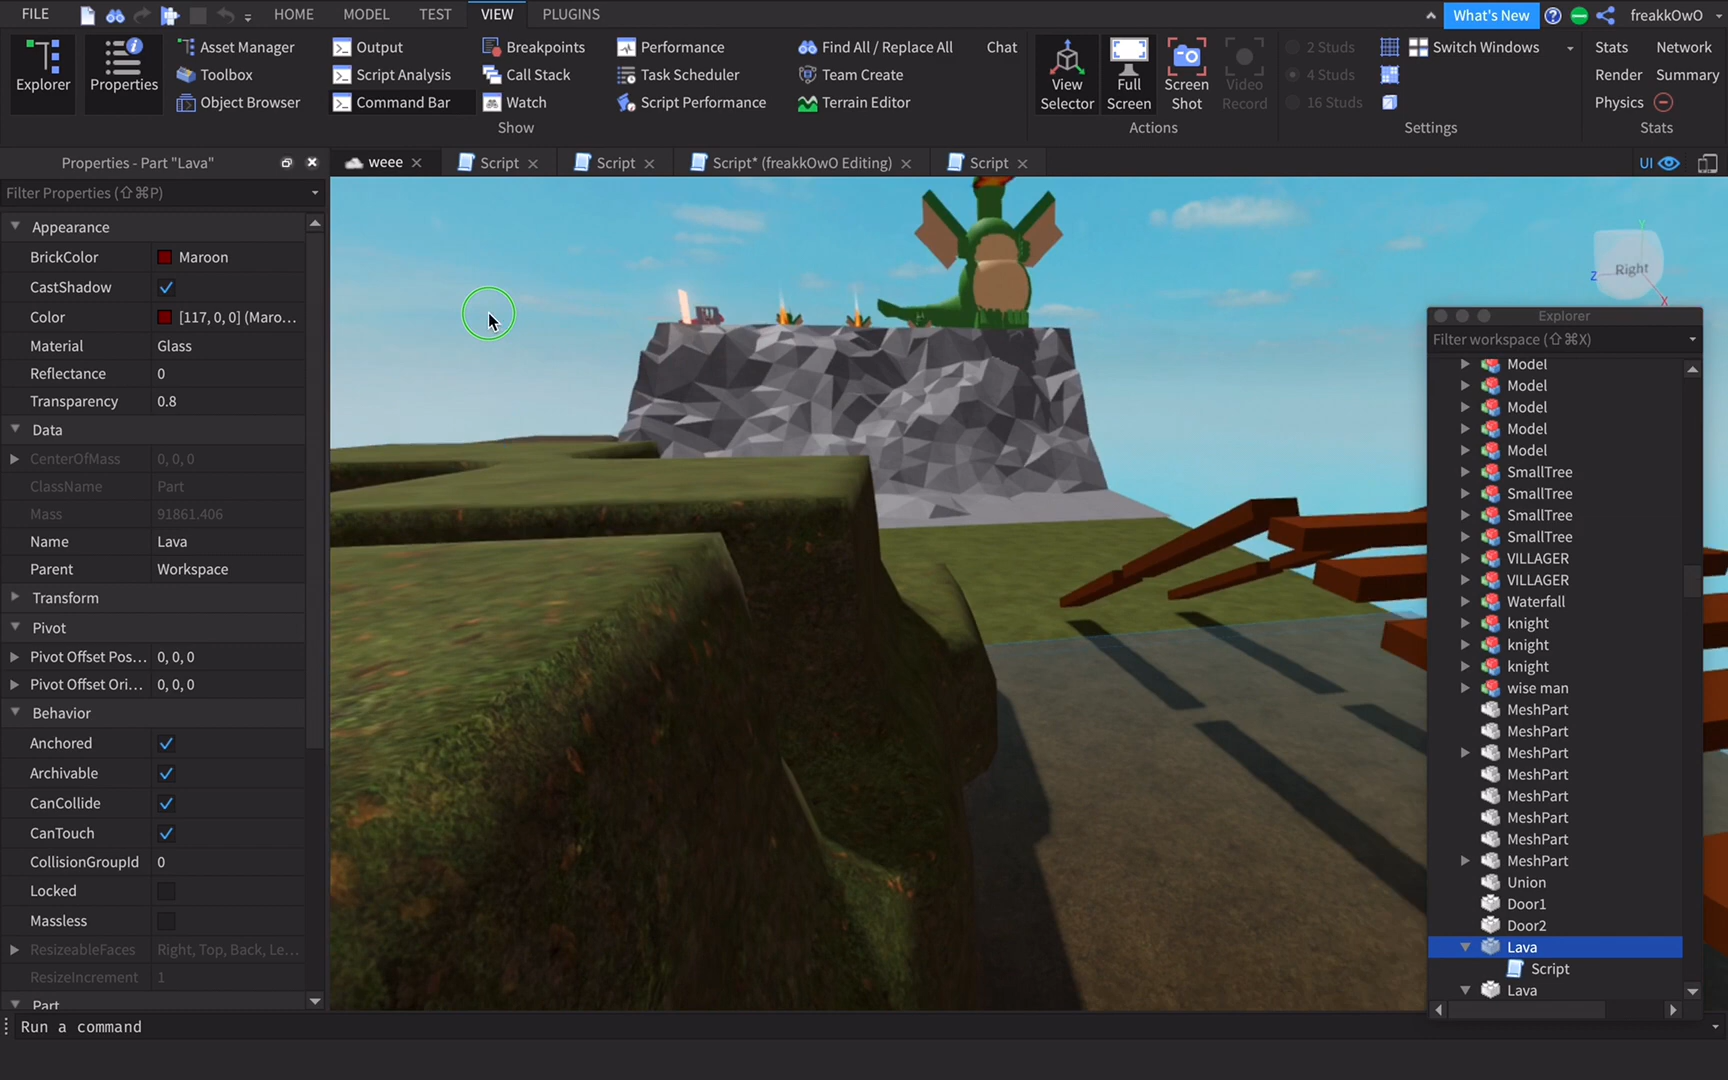 FILE HOME MODEL TEST VIEW PLUGINS What's New freakkOwO
Explorer
Properties
Asset Manager
Toolbox
Object Browser
Output
Script Analysis
Command Bar
Breakpoints
Call Stack
Watch
Performance
Task Scheduler
Script Performance
Find All / Replace All
Team Create
Terrain Editor
Chat
Show
View
Selector
Full
Screen
Screen
Shot
Video
Record
Actions
2 Studs
4 Studs
16 Studs
Switch Windows
Settings
Stats Network
Render Summary
Physics
Stats
Properties - Part "Lava"
weee Script Script Script* (freakkOwO Editing) Script UI
Filter Properties (⇧⌘P)
Appearance
BrickColor Maroon
CastShadow
Color [117, 0, 0] (Maro...
Material Glass
Reflectance 0
Transparency 0.8
Data
CenterOfMass 0, 0, 0
ClassName Part
Mass 91861.406
Name Lava
Parent Workspace
Transform
Pivot
Pivot Offset Pos... 0, 0, 0
Pivot Offset Ori... 0, 0, 0
Behavior
Anchored
Archivable
CanCollide
CanTouch
CollisionGroupId 0
Locked
Massless
ResizeableFaces Right, Top, Back, Le...
ResizeIncrement 1
Part
Y
Z
Right
X
Explorer
Filter workspace (⇧⌘X)
Model
Model
Model
Model
Model
SmallTree
SmallTree
SmallTree
SmallTree
VILLAGER
VILLAGER
Waterfall
knight
knight
knight
wise man
MeshPart
MeshPart
MeshPart
MeshPart
MeshPart
MeshPart
MeshPart
MeshPart
Union
Door1
Door2
Lava
Script
Lava
Run a command